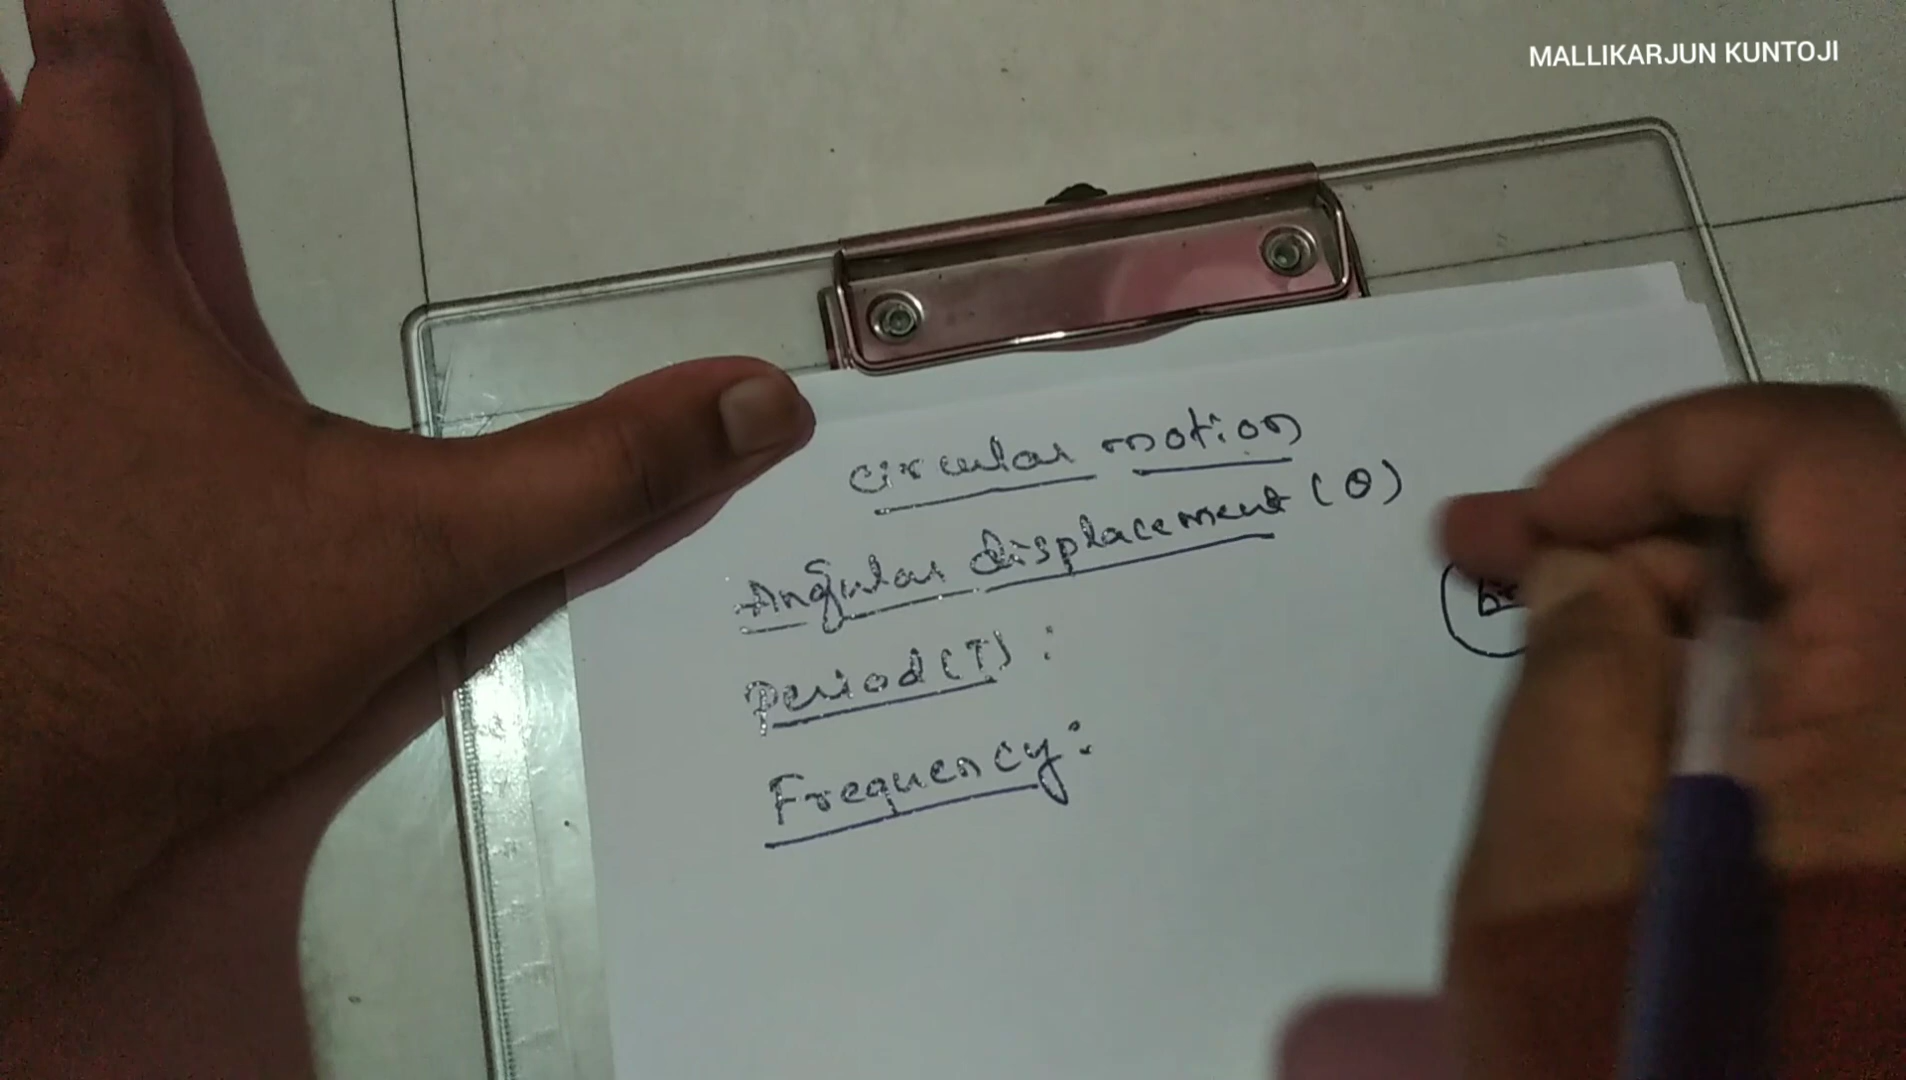 MALLIKARJUN KUNTOJI
circular motion
Angular displacement (θ)
Period (T) :
Frequency :